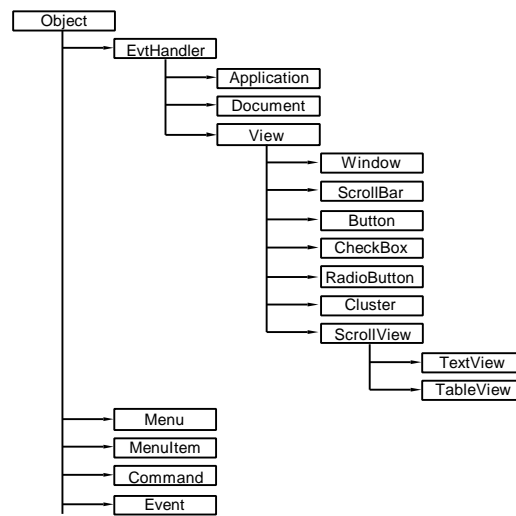 Object
EvtHandler
Application
Document
View
Window
ScrollBar
Button
CheckBox
RadioButton
Cluster
ScrollView
TextView
TableView
Menu
MenuItem
Command
Event